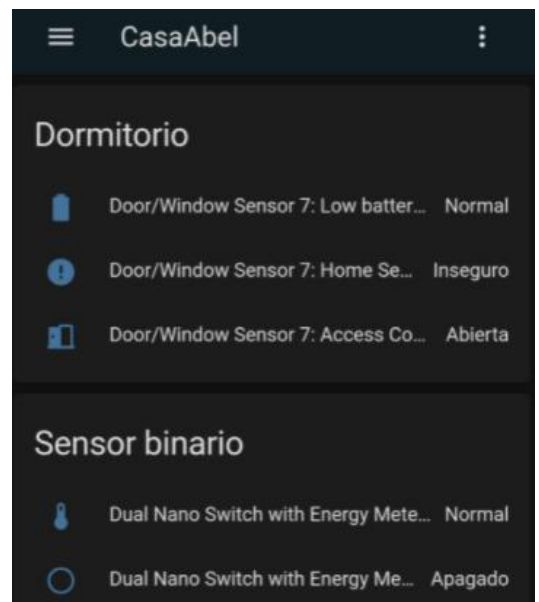 CasaAbel
Dormitorio
Door/Window Sensor 7: Low batter... Normal
Door/Window Sensor 7: Home Se... Inseguro
Door/Window Sensor 7: Access Co... Abierta
Sensor binario
Dual Nano Switch with Energy Mete... Normal
Dual Nano Switch with Energy Me... Apagado